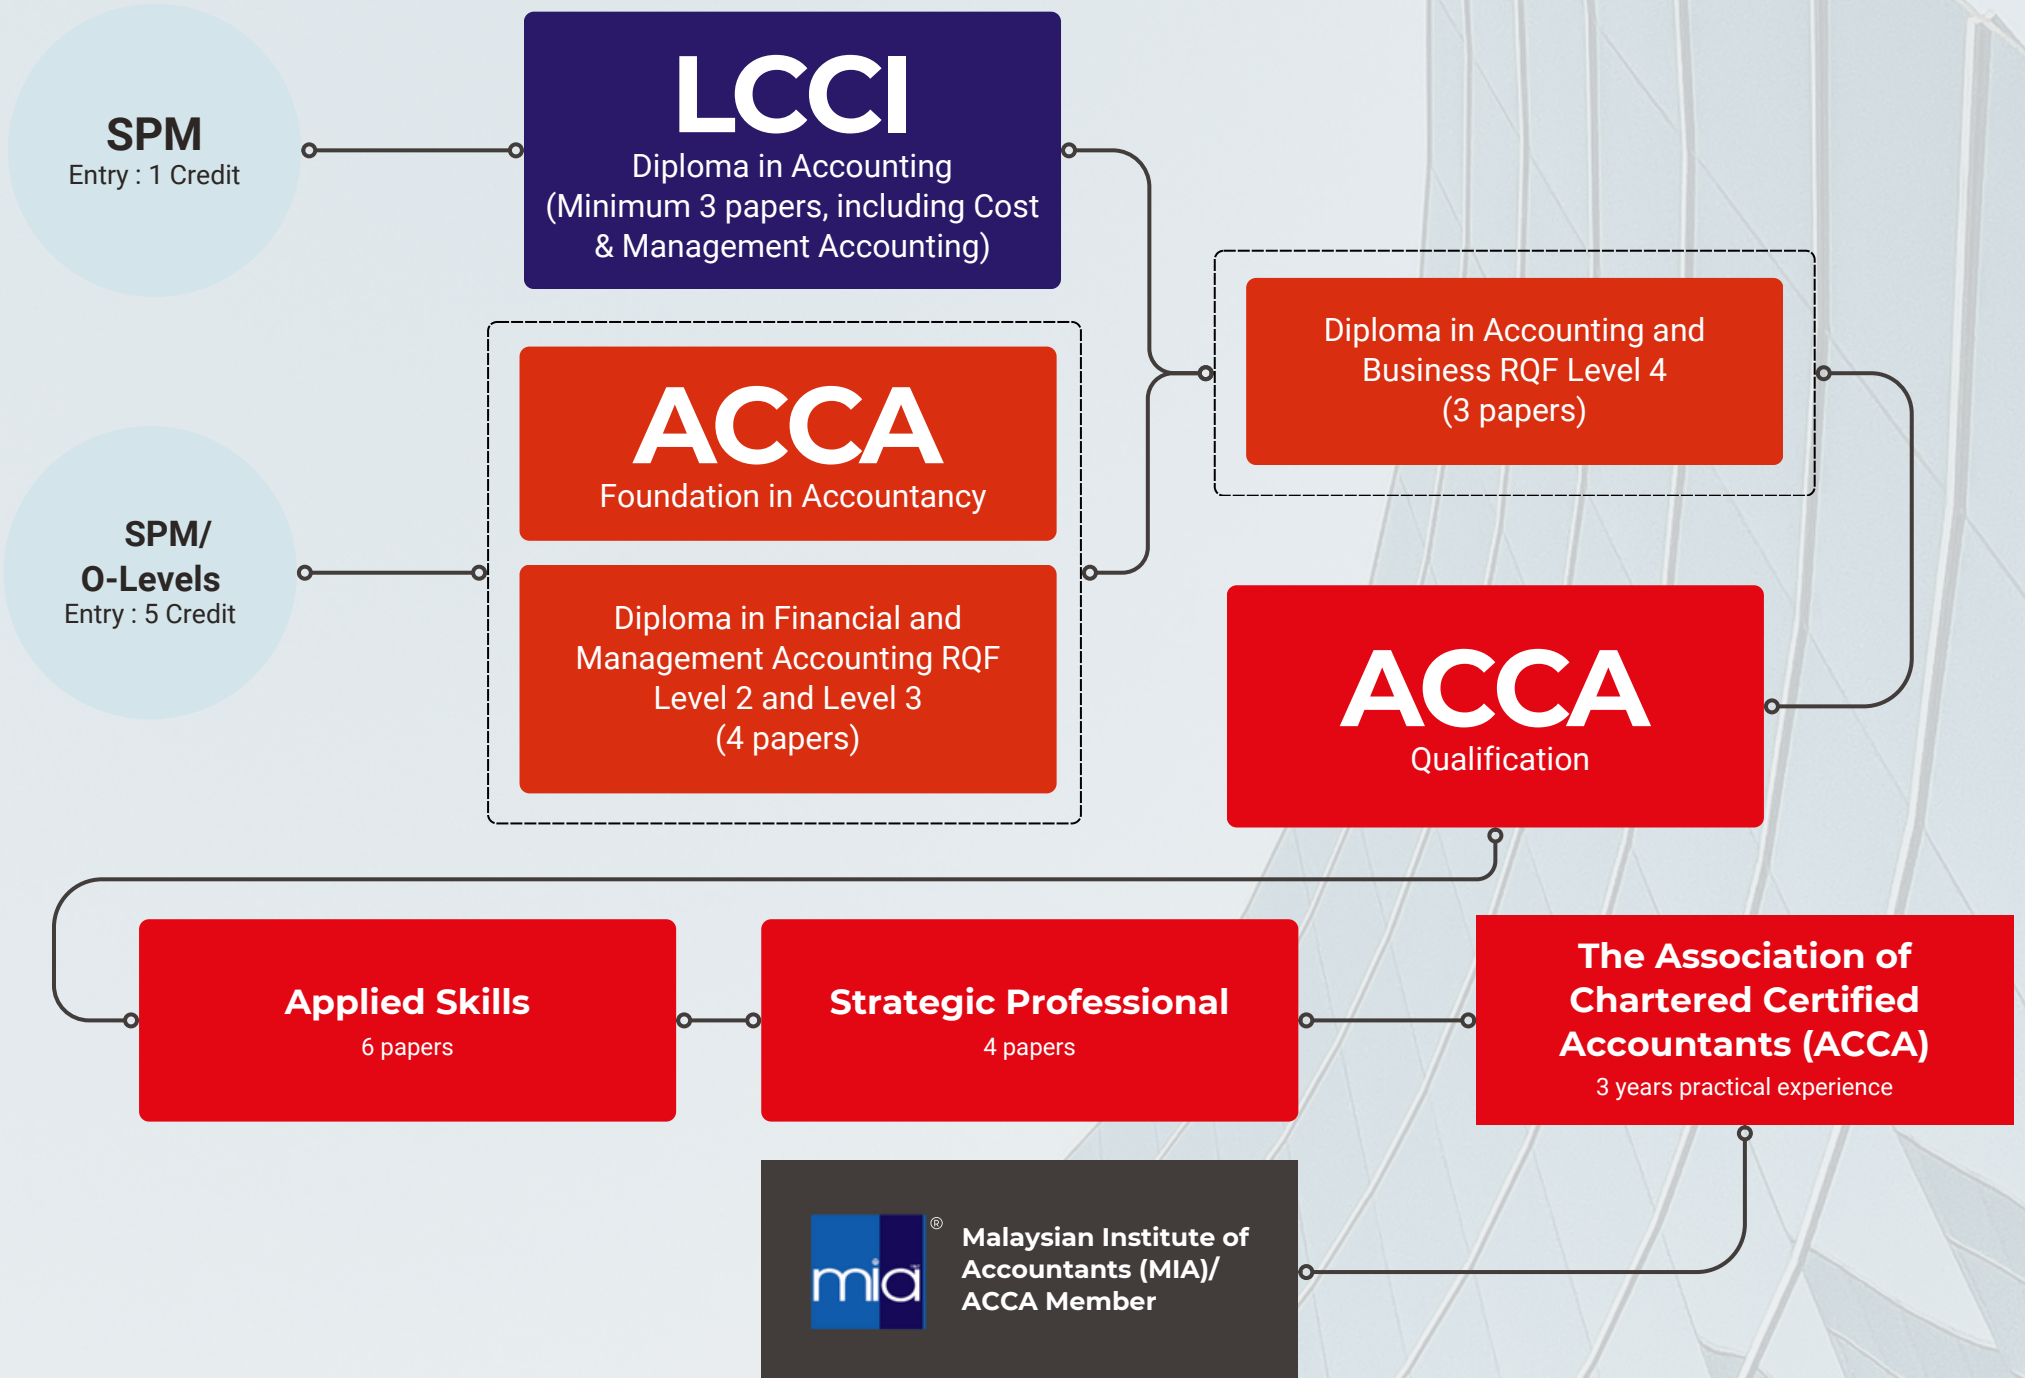 SPM
Entry : 1 Credit
LCCI
Diploma in Accounting
(Minimum 3 papers, including Cost
& Management Accounting)
SPM/
O-Levels
Entry : 5 Credit
ACCA
Foundation in Accountancy
Diploma in Financial and
Management Accounting RQF
Level 2 and Level 3
(4 papers)
Diploma in Accounting and
Business RQF Level 4
(3 papers)
ACCA
Qualification
Applied Skills
6 papers
Strategic Professional
4 papers
The Association of
Chartered Certified
Accountants (ACCA)
3 years practical experience
mia ®
Malaysian Institute of
Accountants (MIA)/
ACCA Member